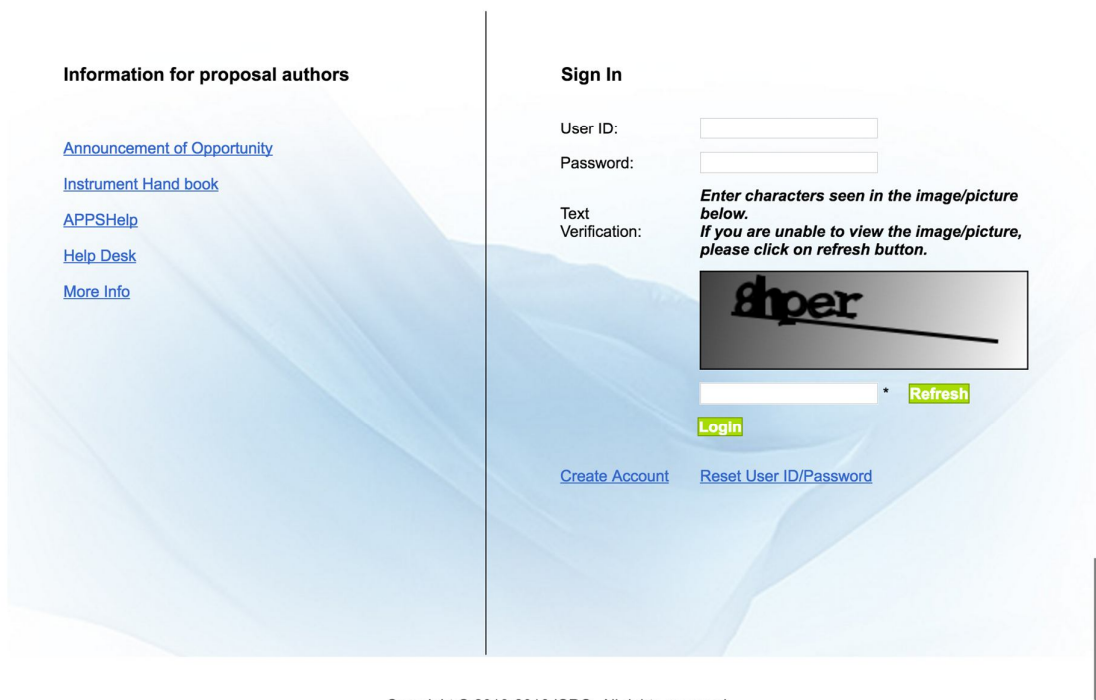 Information for proposal authors
Announcement of Opportunity
Instrument Hand book
APPSHelp
Help Desk
More Info
Sign In
User ID:
Password:
Text
Verification:
Enter characters seen in the image/picture
below.
If you are unable to view the image/picture,
please click on refresh button.
* Refresh
LogIn
Create Account Reset User ID/Password